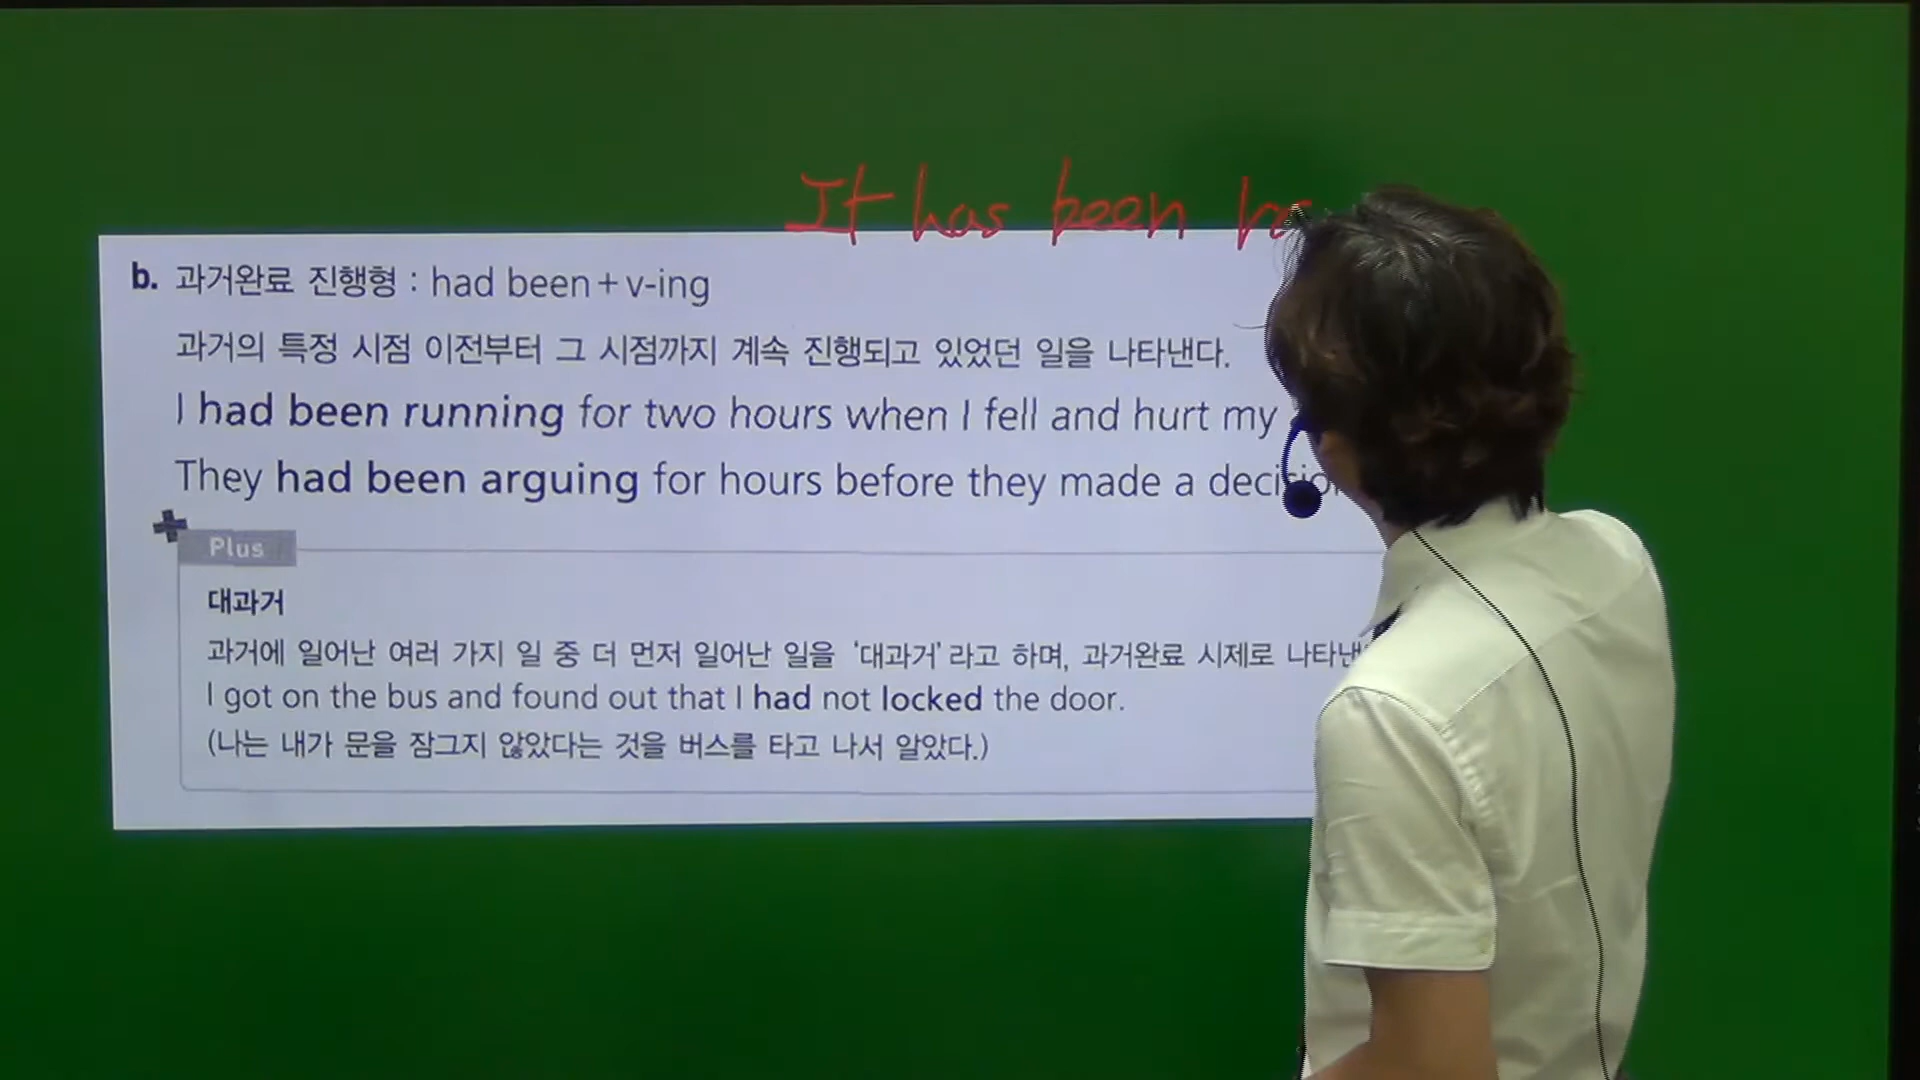 It has been
b. 과거완료 진행형 : had been + v-ing
과거의 특정 시점 이전부터 그 시점까지 계속 진행되고 있었던 일을 나타낸다.
I had been running for two hours when I fell and hurt my
They had been arguing for hours before they made a decision
Plus
대과거
과거에 일어난 여러 가지 일 중 더 먼저 일어난 일을 ‘대과거’라고 하며, 과거완료 시제로 나타낸
I got on the bus and found out that I had not locked the door.
(나는 내가 문을 잠그지 않았다는 것을 버스를 타고 나서 알았다.)